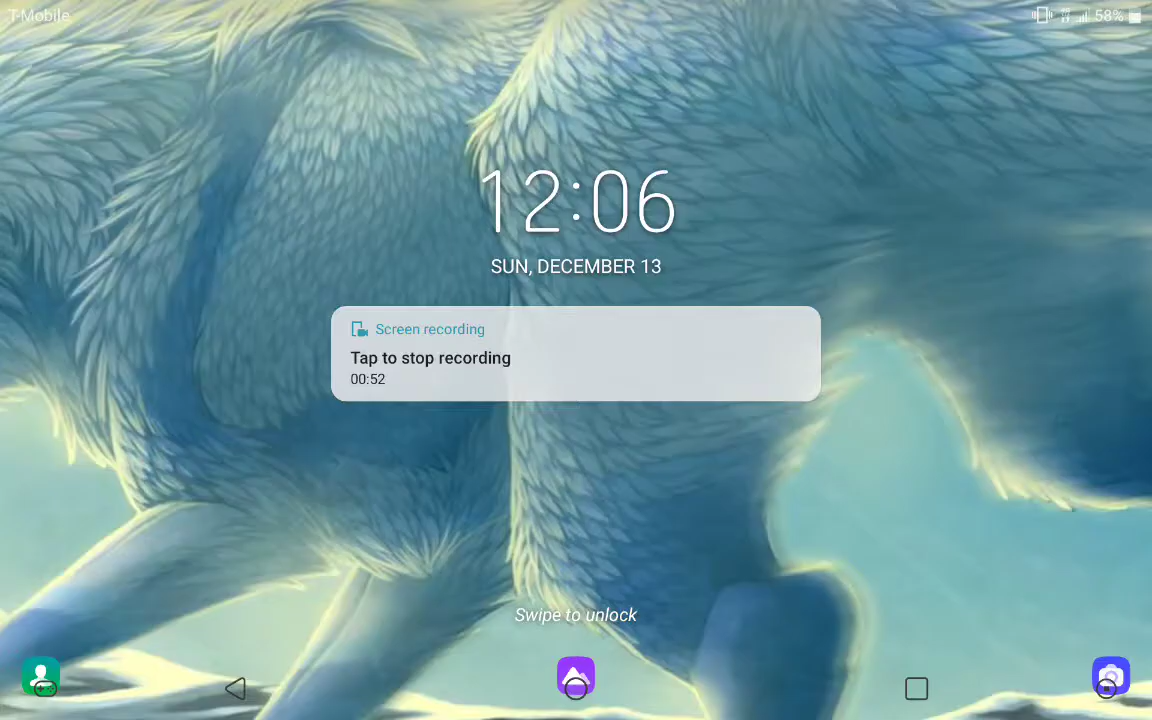 T-Mobile
58%
12:06
SUN, DECEMBER 13
Screen recording
Tap to stop recording
00:52
Swipe to unlock